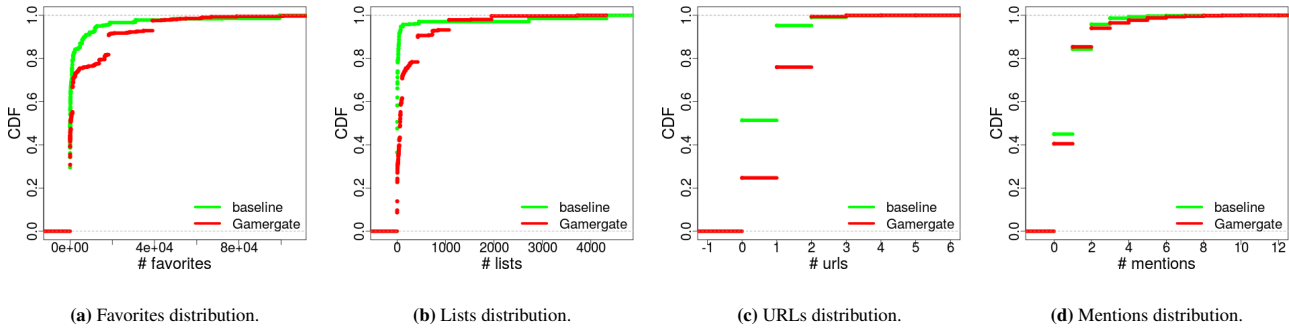 CDF
0.0 0.2 0.4 0.6 0.8 1.0
baseline
Gamergate
0e+00 4e+04 8e+04
# favorites
(a) Favorites distribution.
CDF
0.0 0.2 0.4 0.6 0.8 1.0
baseline
Gamergate
0 1000 2000 3000 4000
# lists
(b) Lists distribution.
CDF
0.0 0.2 0.4 0.6 0.8 1.0
baseline
Gamergate
-1 0 1 2 3 4 5 6
# urls
(c) URLs distribution.
CDF
0.0 0.2 0.4 0.6 0.8 1.0
baseline
Gamergate
0 2 4 6 8 10 12
# mentions
(d) Mentions distribution.